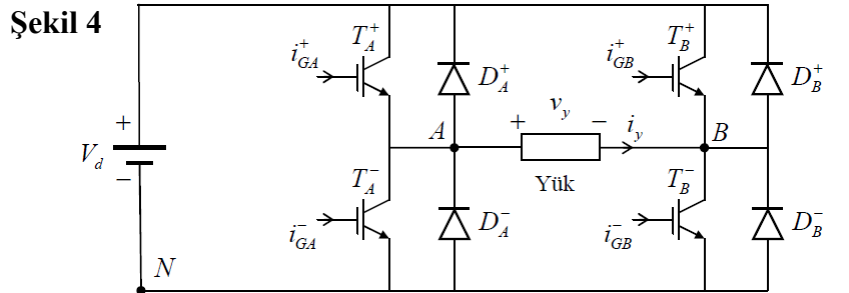 Şekil 4
T_A^+
i_GA^+
D_A^+
T_B^+
i_GB^+
D_B^+
+ v_y −
A
i_y
B
+
V_d
−
Yük
T_A^-
i_GA^-
D_A^-
T_B^-
i_GB^-
D_B^-
N